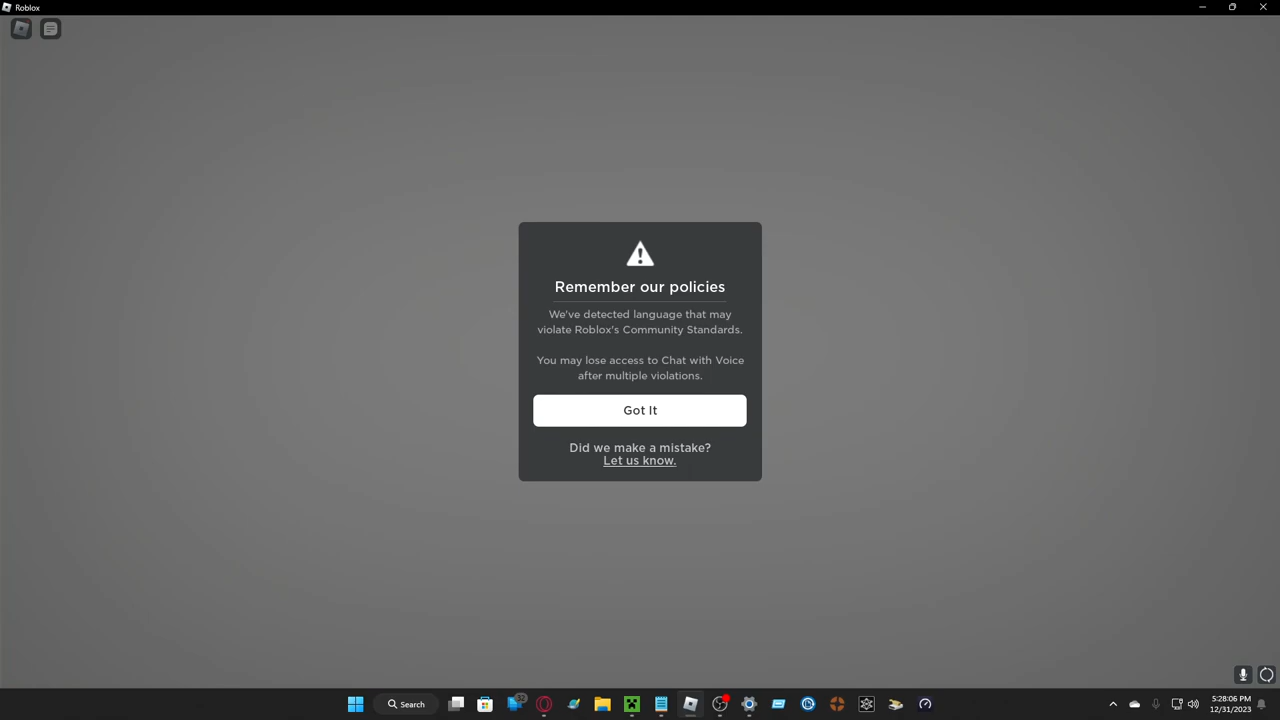 Roblox
Remember our policies
We've detected language that may
violate Roblox's Community Standards.
You may lose access to Chat with Voice
after multiple violations.
Got It
Did we make a mistake?
Let us know.
Search
52
5:28:06 PM
12/31/2023